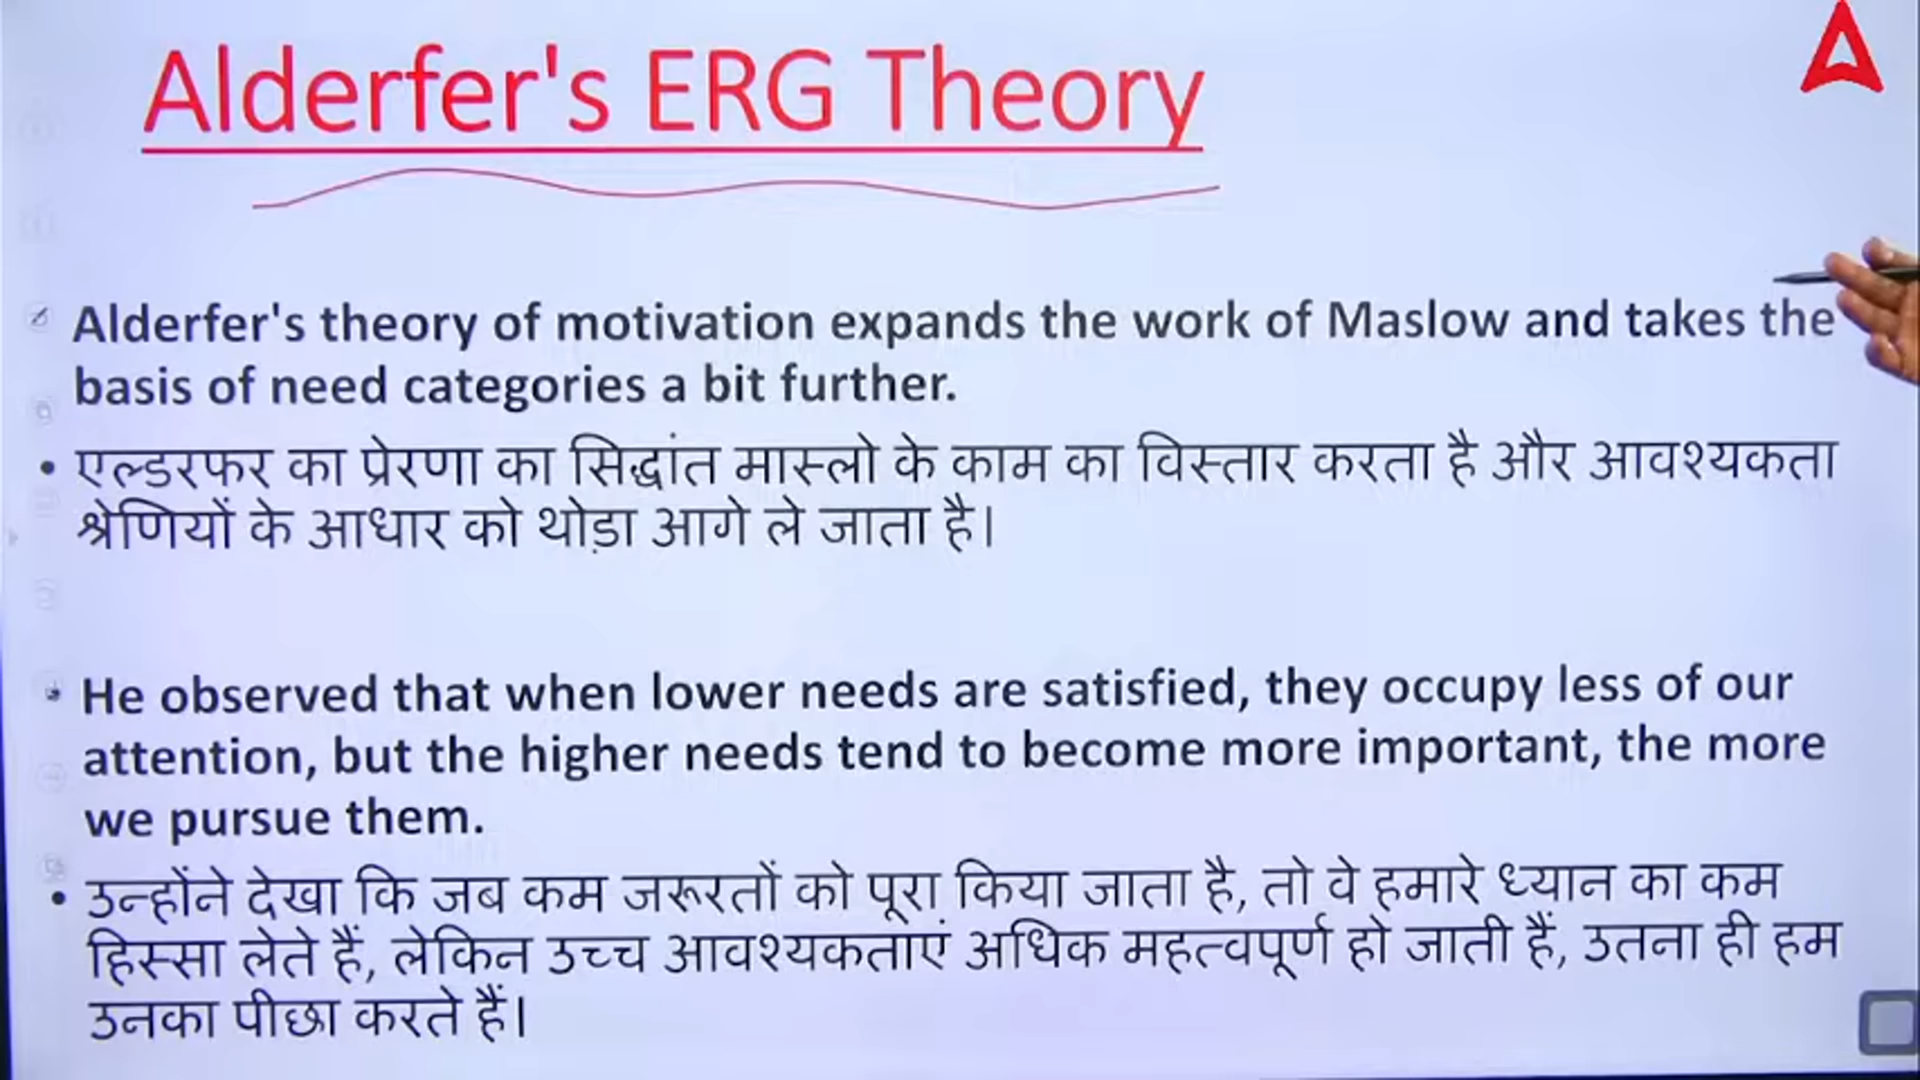 Alderfer's ERG Theory
Alderfer's theory of motivation expands the work of Maslow and takes the
basis of need categories a bit further.
• एल्डरफर का प्रेरणा का सिद्धांत मास्लो के काम का विस्तार करता है और आवश्यकता
श्रेणियों के आधार को थोड़ा आगे ले जाता है।
• He observed that when lower needs are satisfied, they occupy less of our
attention, but the higher needs tend to become more important, the more
we pursue them.
• उन्होंने देखा कि जब कम जरूरतों को पूरा किया जाता है, तो वे हमारे ध्यान का कम
हिस्सा लेते हैं, लेकिन उच्च आवश्यकताएं अधिक महत्वपूर्ण हो जाती हैं, उतना ही हम
उनका पीछा करते हैं।